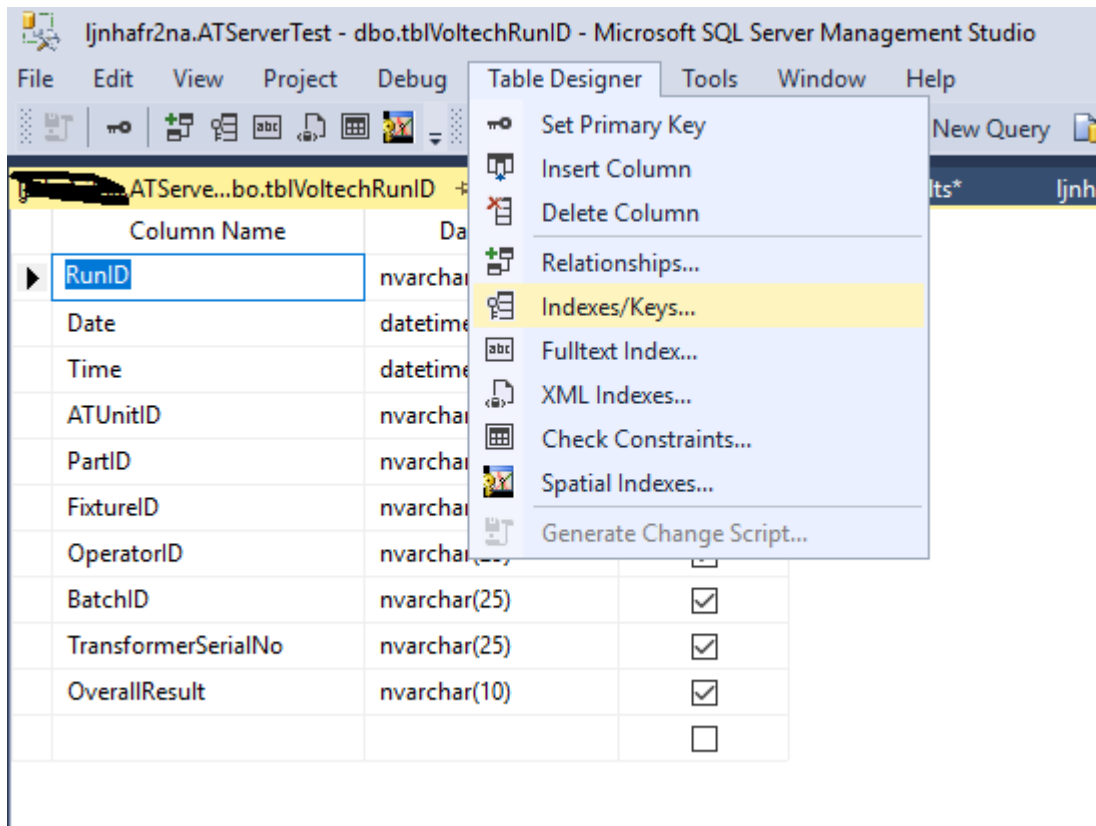 ljnhafr2na.ATServerTest - dbo.tblVoltechRunID - Microsoft SQL Server Management Studio
File Edit View Project Debug Table Designer Tools Window Help
abc New Query
Set Primary Key
Insert Column
Delete Column
Relationships...
Indexes/Keys...
abc Fulltext Index...
XML Indexes...
Check Constraints...
Spatial Indexes...
Generate Change Script...
.ATServe...bo.tblVoltechRunID lts* ljnh
Column Name Da
RunID nvarchar
Date datetime
Time datetime
ATUnitID nvarchar
PartID nvarchar
FixtureID nvarchar
OperatorID
BatchID nvarchar(25)
TransformerSerialNo nvarchar(25)
OverallResult nvarchar(10)